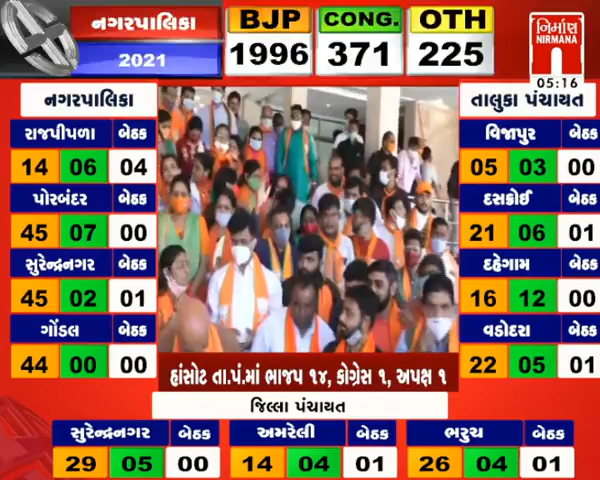 નગરપાલિકા
2021
BJP CONG. OTH
1996 371 225
નિર્માણ
NIRMANA
05:16
નગરપાલિકા
રાજપીપળા બેઠક
14 06 04
પોરબંદર બેઠક
45 07 00
સુરેન્દ્રનગર બેઠક
45 02 01
ગોંડલ બેઠક
44 00 00
તાલુકા પંચાયત
વિજાપુર બેઠક
05 03 00
દસક્રોઈ બેઠક
21 06 01
દહેગામ બેઠક
16 12 00
વડોદરા બેઠક
22 05 01
હાંસોટ તા.પં.માં ભાજપ ૧૪, કોગ્રેસ ૧, અપક્ષ ૧
જિલ્લા પંચાયત
સુરેન્દ્રનગર બેઠક અમરેલી બેઠક ભરુચ બેઠક
29 05 00 14 04 01 26 04 01